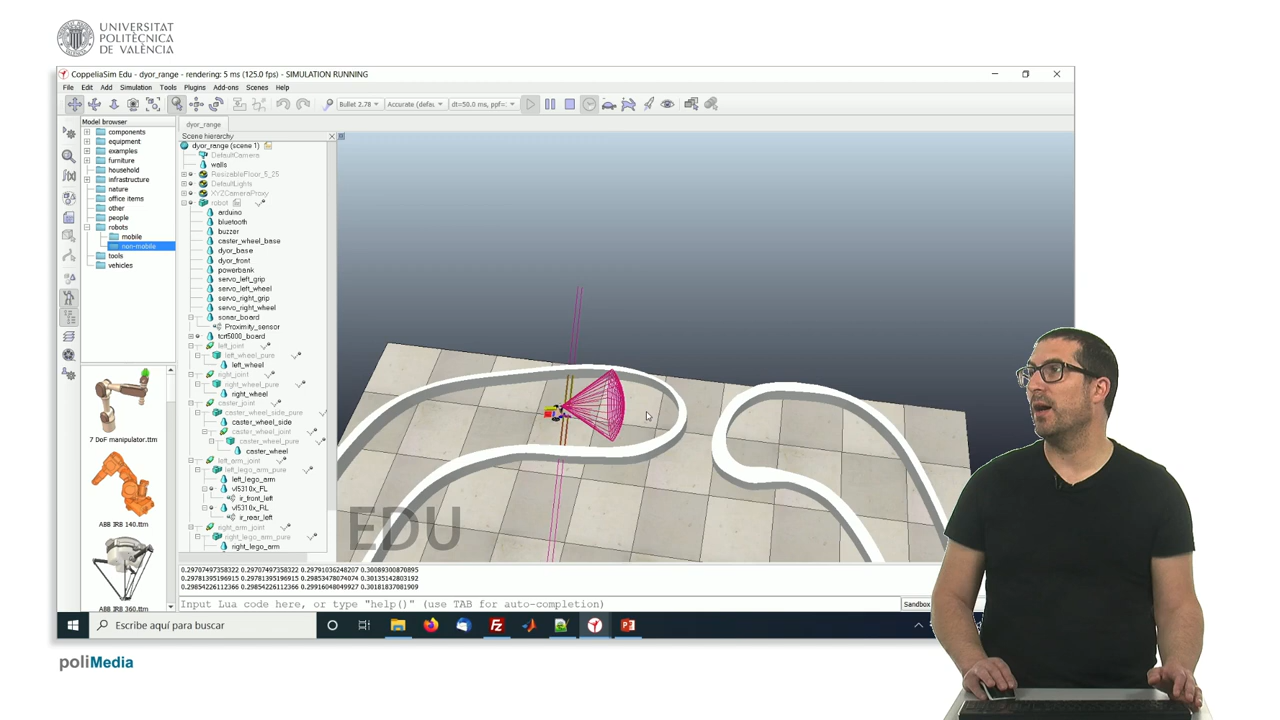 UNIVERSITAT
POLITÈCNICA
DE VALÈNCIA
CoppeliaSim Edu - dyor_range - rendering: 5 ms (125.0 fps) - SIMULATION RUNNING
File Edit Add Simulation Tools Plugins Add-ons Scenes Help
Bullet 2.78 Accurate (defau dt=50.0 ms, ppf=
Model browser
components
equipment
examples
furniture
household
infrastructure
nature
office items
other
people
robots
mobile
non-mobile
tools
vehicles
7 DoF manipulator.ttm
ABB IRB 140.ttm
ABB IRB 360.ttm
dyor_range
Scene hierarchy
dyor_range (scene 1)
DefaultCamera
walls
ResizableFloor_5_25
DefaultLights
XYZCameraProxy
robot
arduino
bluetooth
buzzer
caster_wheel_base
dyor_base
dyor_front
powerbank
servo_left_grip
servo_left_wheel
servo_right_grip
servo_right_wheel
sonar_board
Proximity_sensor
tcrt5000_board
left_joint
left_wheel_pure
left_wheel
right_joint
right_wheel_pure
right_wheel
caster_joint
caster_wheel_side_pure
caster_wheel_side
caster_wheel_joint
caster_wheel_pure
caster_wheel
left_arm_joint
left_lego_arm_pure
left_lego_arm
vl5310x_FL
ir_front_left
vl5310x_RL
ir_rear_left
right_arm_joint
right_lego_arm_pure
right_lego_arm
EDU
0.29707497358322 0.29707497358322 0.29791036248207 0.30089300870895
0.29781395196915 0.29781395196915 0.29853478074074 0.30135142803192
0.29854226112366 0.29854226112366 0.29916048049927 0.30181837081909
Input Lua code here, or type "help()" (use TAB for auto-completion)
Sandbox
Escribe aquí para buscar
poliMedia